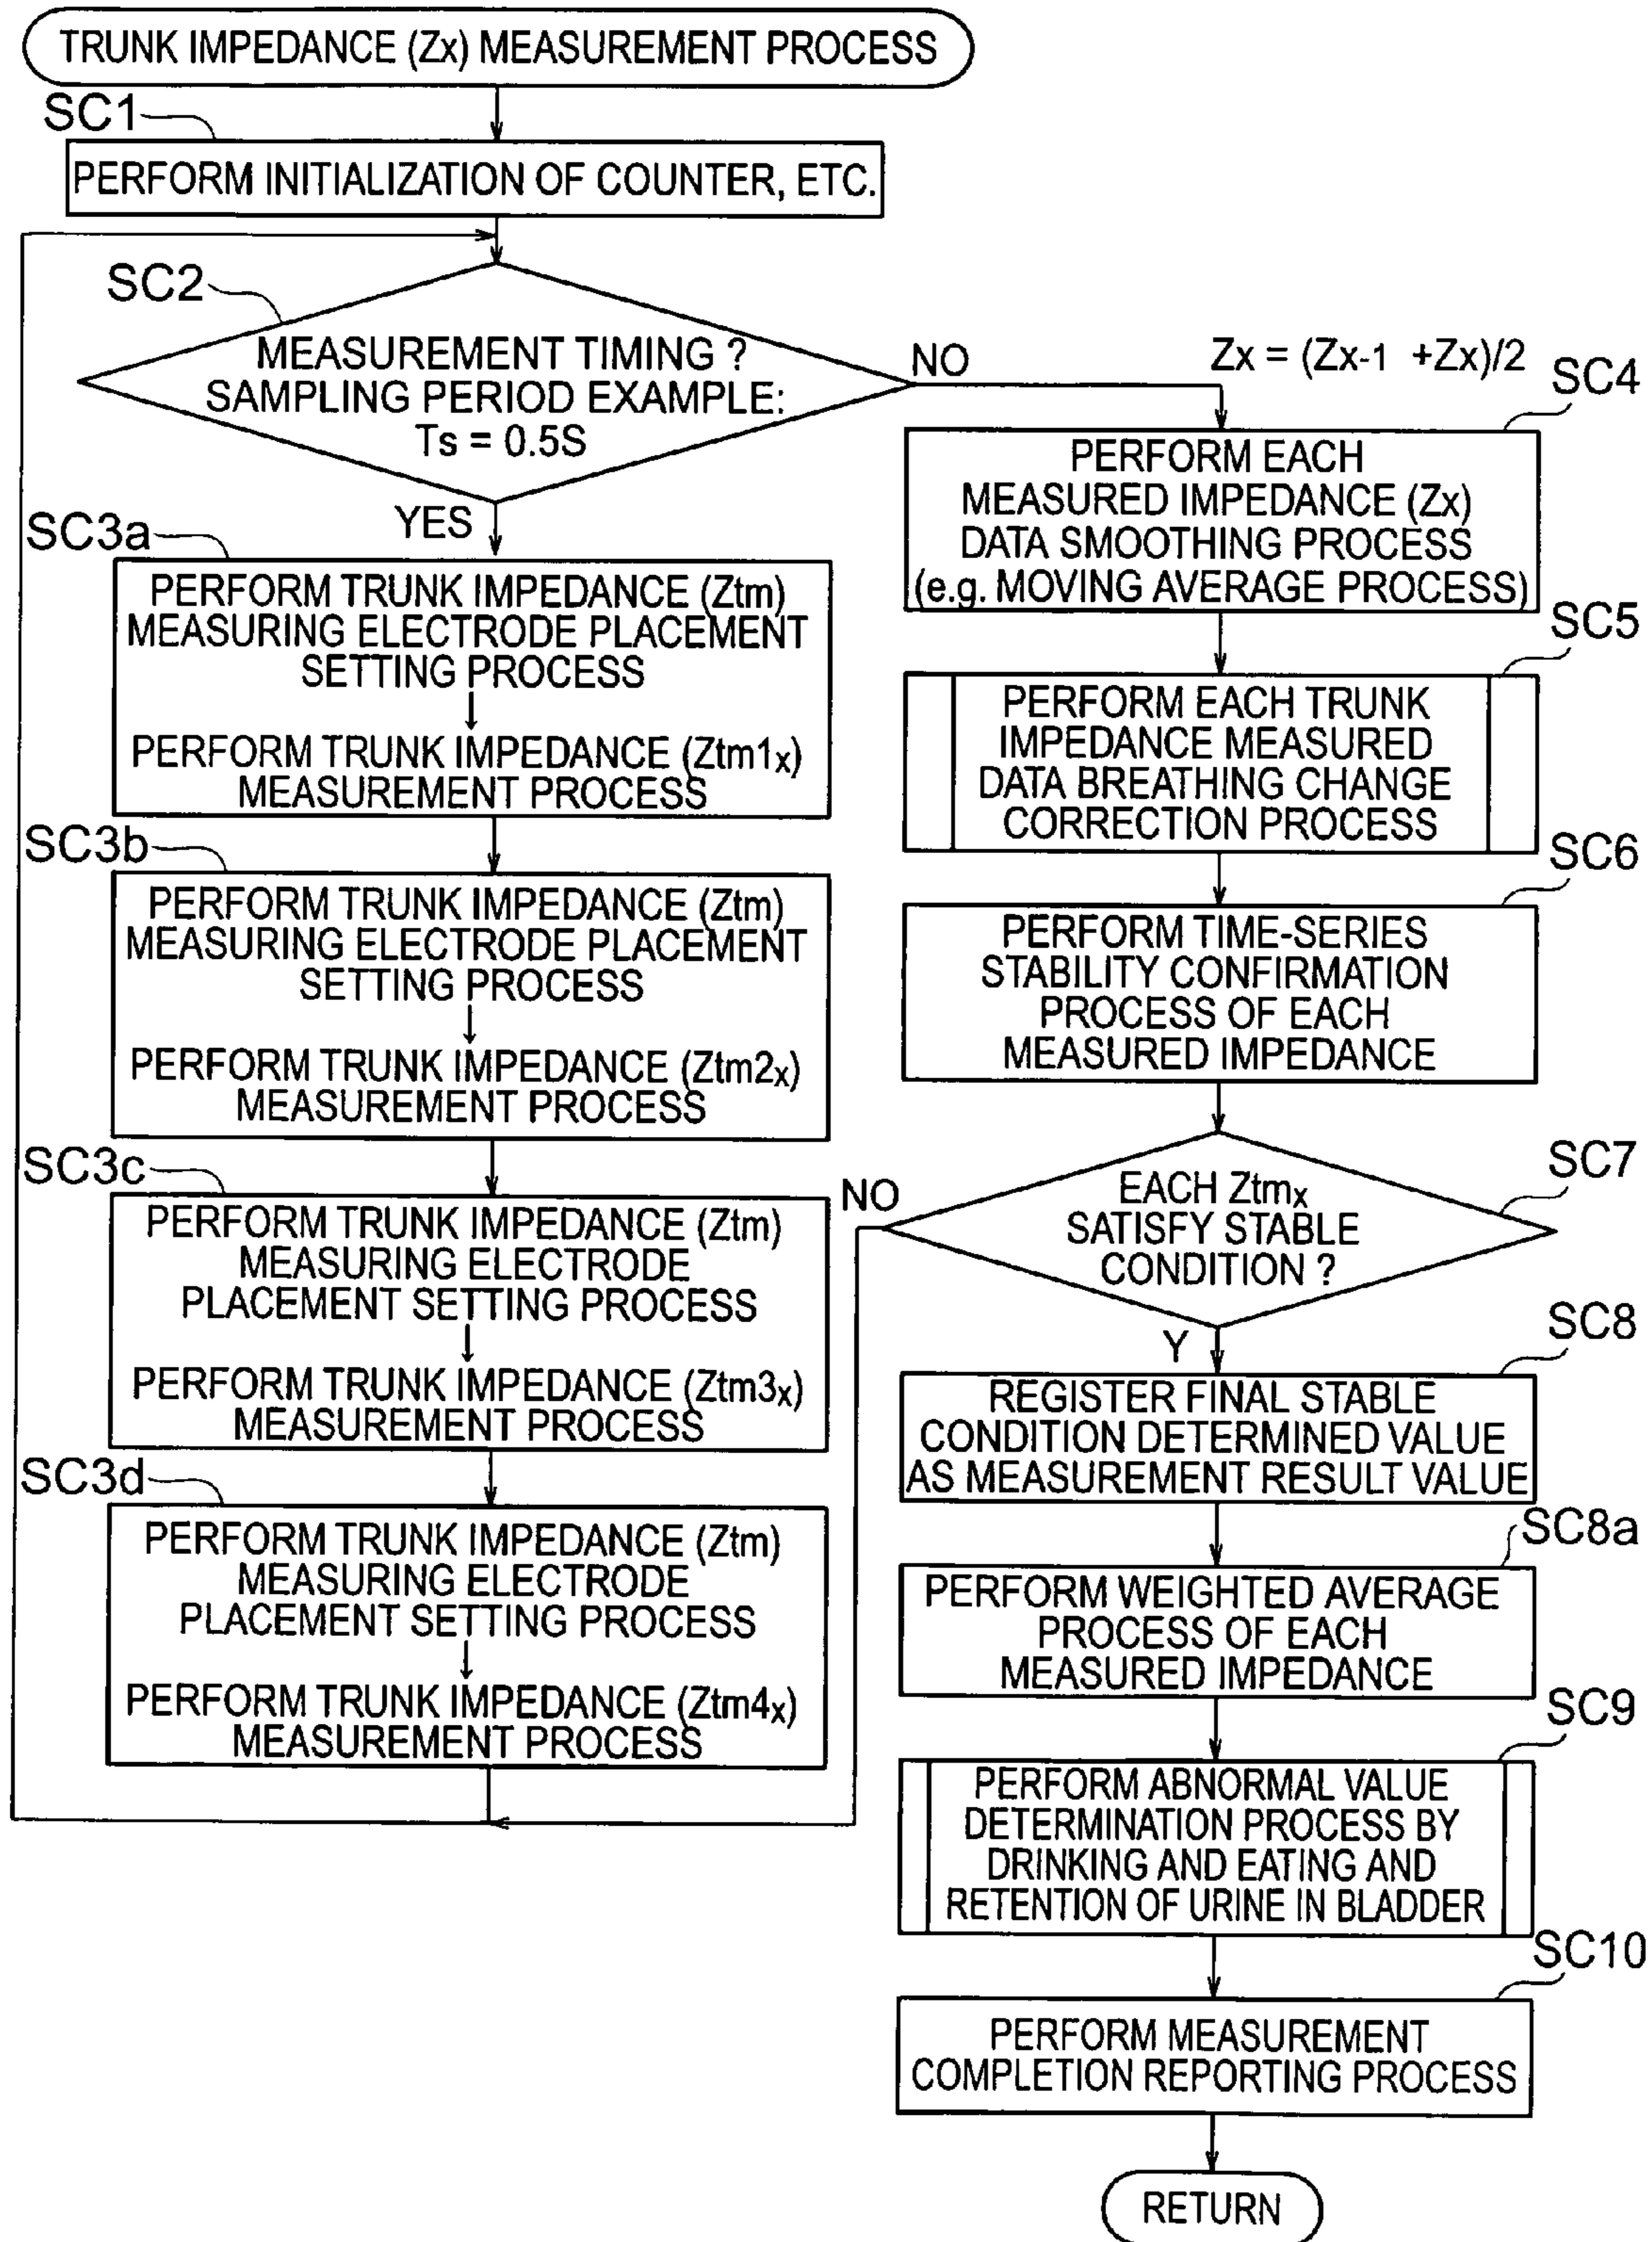 TRUNK IMPEDANCE (Zx) MEASUREMENT PROCESS
SC1
PERFORM INITIALIZATION OF COUNTER, ETC.
SC2
MEASUREMENT TIMING ?
SAMPLING PERIOD EXAMPLE:
Ts = 0.5S
YES
SC3a
PERFORM TRUNK IMPEDANCE (Ztm)
MEASURING ELECTRODE PLACEMENT
SETTING PROCESS
PERFORM TRUNK IMPEDANCE (Ztm1x)
MEASUREMENT PROCESS
SC3b
PERFORM TRUNK IMPEDANCE (Ztm)
MEASURING ELECTRODE PLACEMENT
SETTING PROCESS
PERFORM TRUNK IMPEDANCE (Ztm2x)
MEASUREMENT PROCESS
SC3c
PERFORM TRUNK IMPEDANCE (Ztm)
MEASURING ELECTRODE
PLACEMENT SETTING PROCESS
PERFORM TRUNK IMPEDANCE (Ztm3x)
MEASUREMENT PROCESS
SC3d
PERFORM TRUNK IMPEDANCE (Ztm)
MEASURING ELECTRODE
PLACEMENT SETTING PROCESS
PERFORM TRUNK IMPEDANCE (Ztm4x)
MEASUREMENT PROCESS
NO
Zx = (Zx-1 +Zx)/2
SC4
PERFORM EACH
MEASURED IMPEDANCE (Zx)
DATA SMOOTHING PROCESS
(e.g. MOVING AVERAGE PROCESS)
SC5
PERFORM EACH TRUNK
IMPEDANCE MEASURED
DATA BREATHING CHANGE
CORRECTION PROCESS
SC6
PERFORM TIME-SERIES
STABILITY CONFIRMATION
PROCESS OF EACH
MEASURED IMPEDANCE
SC7
NO
EACH Ztmx
SATISFY STABLE
CONDITION ?
Y
SC8
REGISTER FINAL STABLE
CONDITION DETERMINED VALUE
AS MEASUREMENT RESULT VALUE
SC8a
PERFORM WEIGHTED AVERAGE
PROCESS OF EACH
MEASURED IMPEDANCE
SC9
PERFORM ABNORMAL VALUE
DETERMINATION PROCESS BY
DRINKING AND EATING AND
RETENTION OF URINE IN BLADDER
SC10
PERFORM MEASUREMENT
COMPLETION REPORTING PROCESS
RETURN